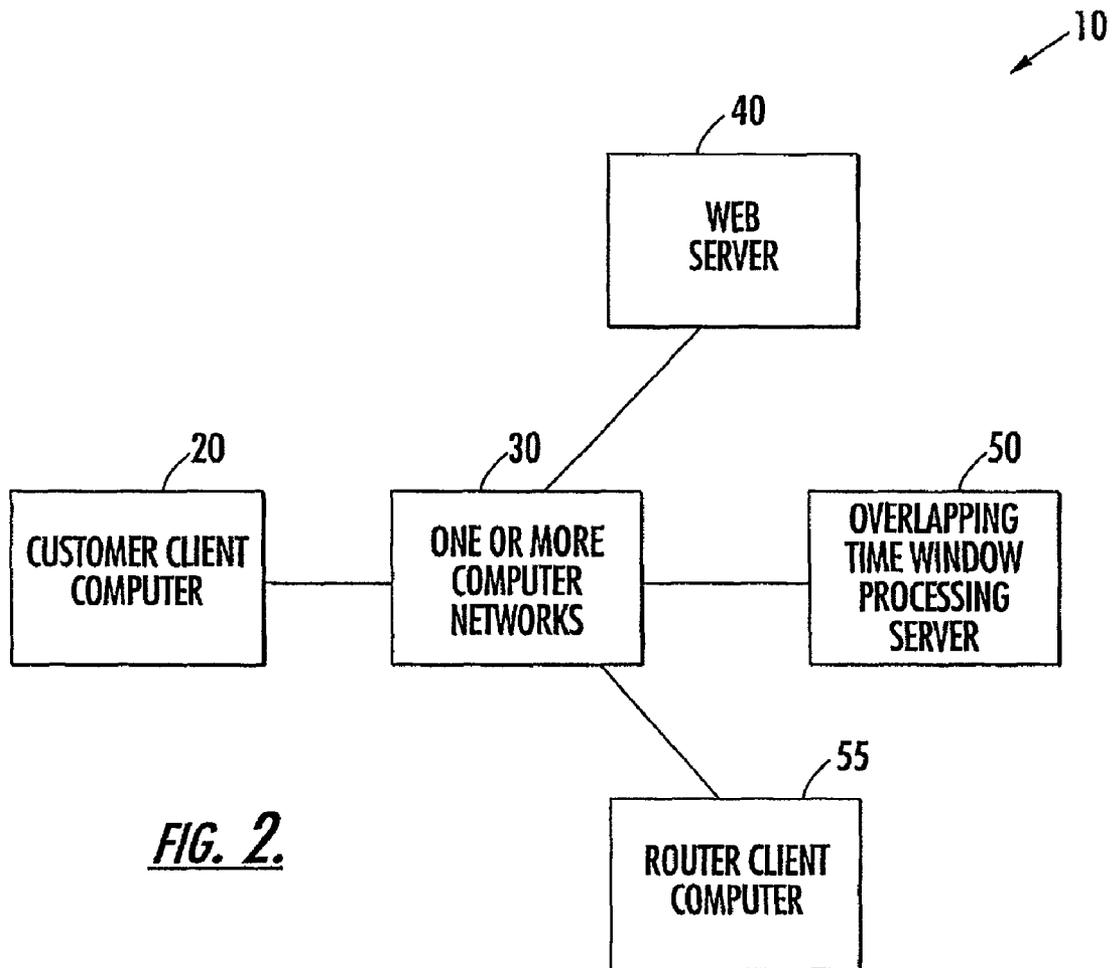 10
40
WEB
SERVER
20
30
50
CUSTOMER CLIENT
COMPUTER
ONE OR MORE
COMPUTER
NETWORKS
OVERLAPPING
TIME WINDOW
PROCESSING
SERVER
55
ROUTER CLIENT
COMPUTER
FIG. 2.